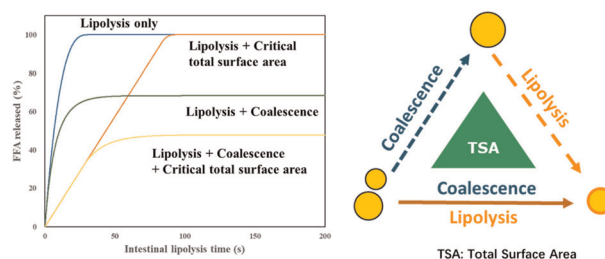 Lipolysis only
Lipolysis + Critical
total surface area
Lipolysis + Coalescence
Lipolysis + Coalescence
+ Critical total surface area
FFA released (%)
100
80
60
40
20
0
0
50
100
150
200
Intestinal lipolysis time (s)
Coalescence
Lipolysis
TSA
Coalescence
Lipolysis
TSA: Total Surface Area